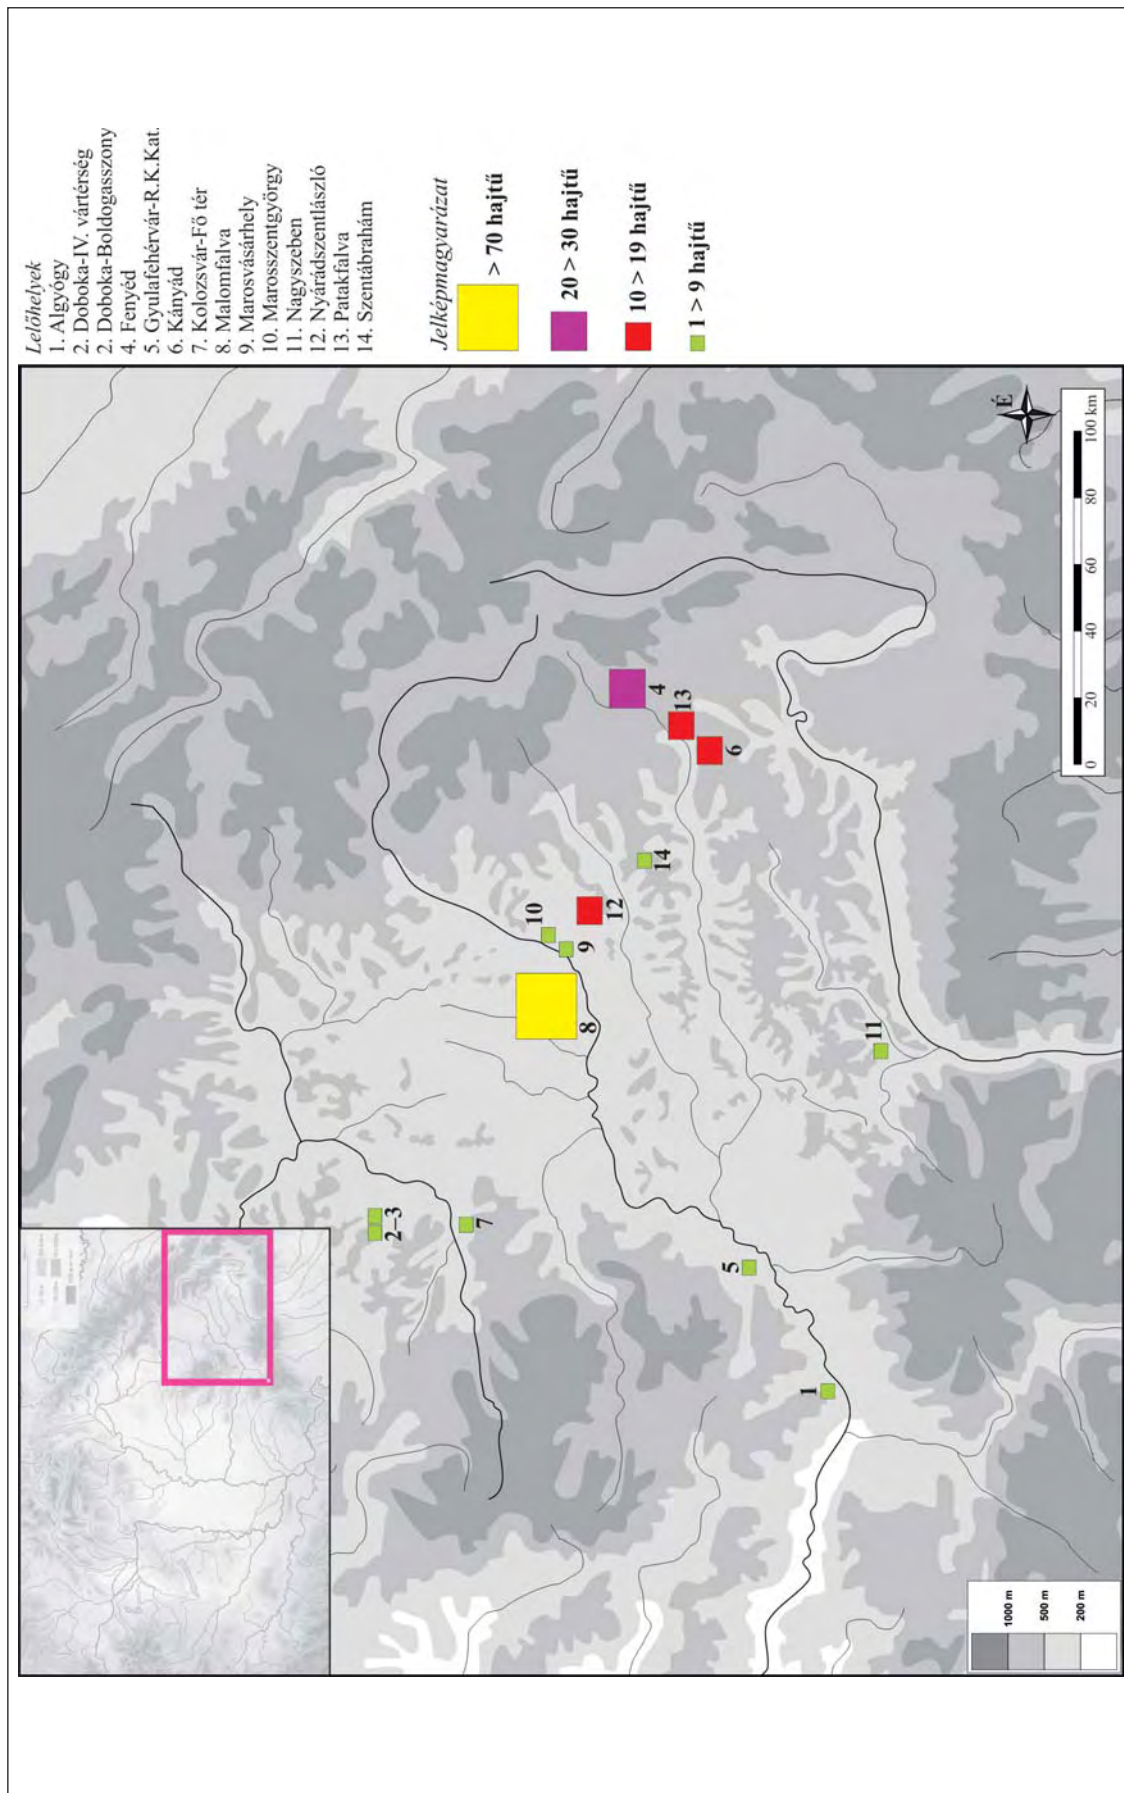 Lelőhelyek
1. Algyógy
2. Doboka-IV. vártérség
2. Doboka-Boldogasszony
4. Fenyéd
5. Gyulafehérvár-R.K.Kat.
6. Kányád
7. Kolozsvár-Fő tér
8. Malomfalva
9. Marosvásárhely
10. Marosszentgyörgy
11. Nagyszeben
12. Nyárádszentlászló
13. Patakfalva
14. Szentábrahám
Jelképmagyarázat
> 70 hajtű
20 > 30 hajtű
10 > 19 hajtű
1 > 9 hajtű
2–3
7
5
1
8
9
10
12
14
11
4
13
6
É
0 20 40 60 80 100 km
1000 m
500 m
200 m